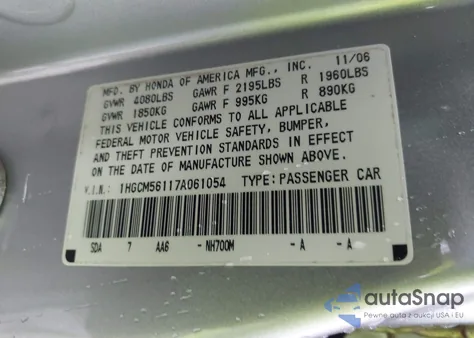 MFD. BY HONDA OF AMERICA MFG., INC. 11/06
GVWR 4080LBS GAWR F 2195LBS R 1960LBS
GVWR 1850KG GAWR F 995KG R 890KG
THIS VEHICLE CONFORMS TO ALL APPLICABLE
FEDERAL MOTOR VEHICLE SAFETY, BUMPER,
AND THEFT PREVENTION STANDARDS IN EFFECT
ON THE DATE OF MANUFACTURE SHOWN ABOVE.
V.I.N.: 1HGCM56117A061054 TYPE:PASSENGER CAR
SDA 7 AA6 - NH700M - A - A
autoSnap
Pewne auta z aukcji USA i EU